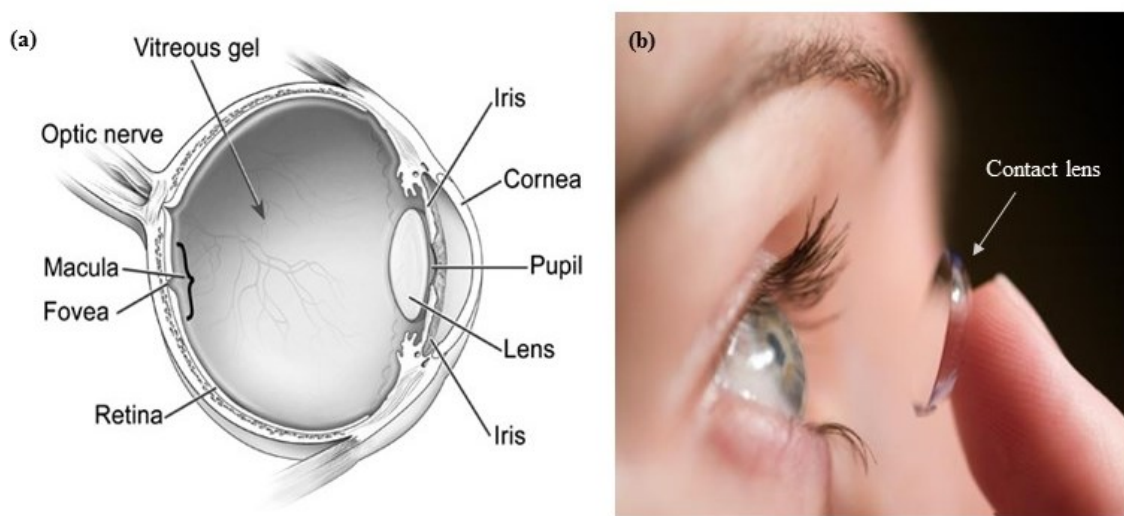 (a)
Vitreous gel
Optic nerve
Macula
Fovea
Retina
Iris
Cornea
Pupil
Lens
Iris
(b)
Contact lens